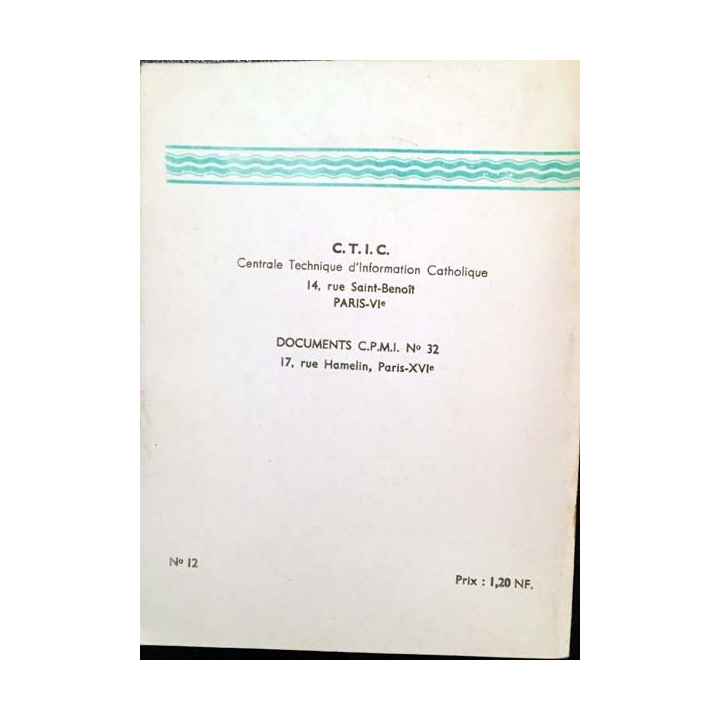 C.T.I.C.
Centrale Technique d'Information Catholique
14, rue Saint-Benoît
PARIS-VIe
DOCUMENTS C.P.M.I. No 32
17, rue Hamelin, Paris-XVIe
No 12
Prix : 1,20 NF.